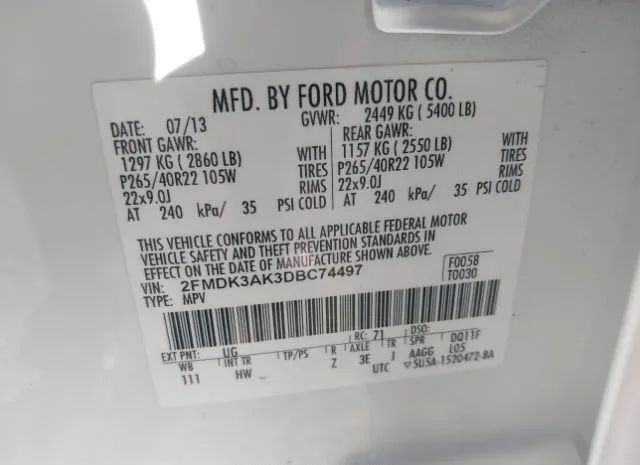 MFD. BY FORD MOTOR CO.
DATE: 07/13 GVWR: 2449 KG ( 5400 LB)
FRONT GAWR: REAR GAWR:
1297 KG ( 2860 LB) WITH 1157 KG ( 2550 LB) WITH
P265/40R22 105W TIRES P265/40R22 105W TIRES
22x9.0J RIMS 22x9.0J RIMS
AT 240 kPa/ 35 PSI COLD AT 240 kPa/ 35 PSI COLD
THIS VEHICLE CONFORMS TO ALL APPLICABLE FEDERAL MOTOR
VEHICLE SAFETY AND THEFT PREVENTION STANDARDS IN
EFFECT ON THE DATE OF MANUFACTURE SHOWN ABOVE.
VIN: 2FMDK3AK3DBC74497 F0058
TYPE: MPV T0030
EXT PNT: UG RC: 71 DSO:
WB INT TR TP/PS R AXLE TR SPR DQ11F
111 HW Z 3E J AAGG L05
UTC ▽5U5A-1520472-BA